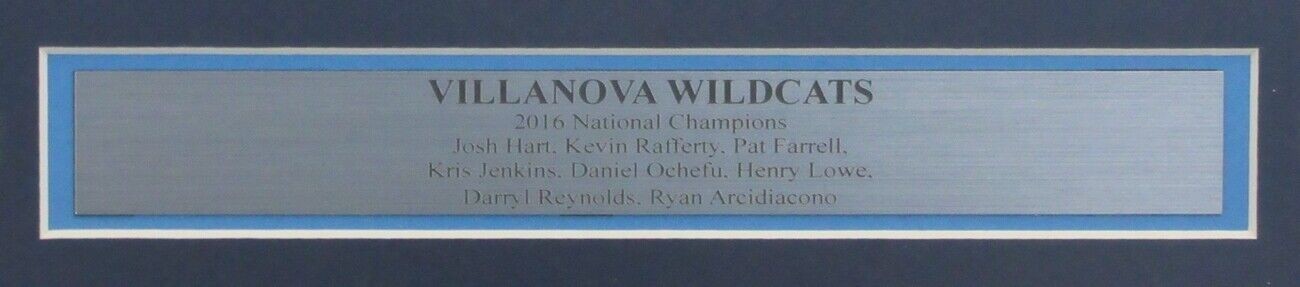 VILLANOVA WILDCATS
2016 National Champions
Josh Hart, Kevin Rafferty, Pat Farrell,
Kris Jenkins, Daniel Ochefu, Henry Lowe,
Darryl Reynolds, Ryan Arcidiacono